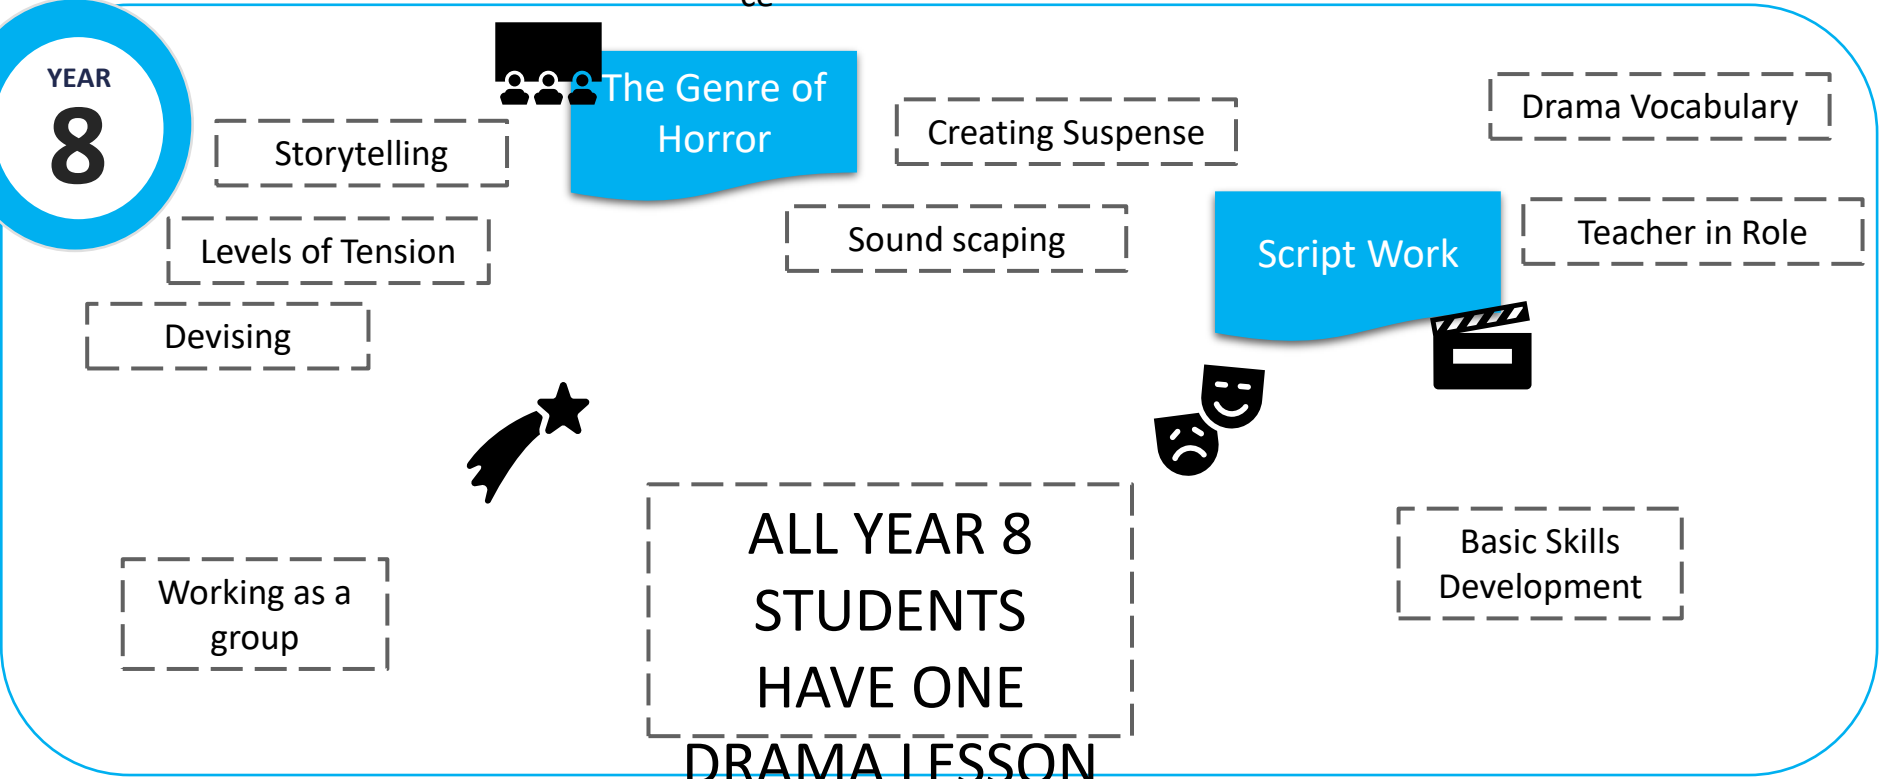 ce
YEAR
8
The Genre of
Horror
Storytelling
Creating Suspense
Drama Vocabulary
Levels of Tension
Sound scaping
Script Work
Teacher in Role
Devising
ALL YEAR 8
STUDENTS
HAVE ONE
DRAMA LESSON
Working as a
group
Basic Skills
Development